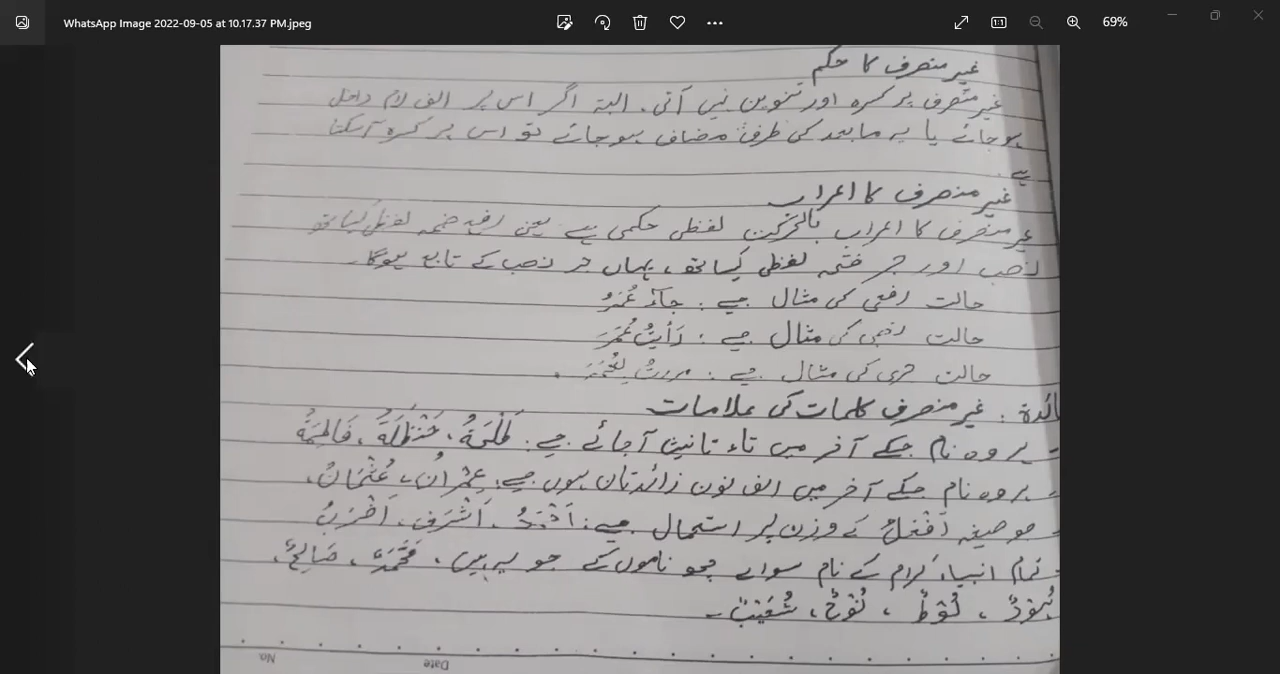 WhatsApp Image 2022-09-05 at 10.17.37 PM.jpeg
69%
غیر منصرف کا حکم
غیر منصرف پر کسرہ اور تنوین نہیں آتی۔ البتہ اگر اس پر الف لام داخل
ہو جائے یا یہ مابعد کی طرف مضاف ہو جائے تو اس پر کسرہ آ سکتا
ہے۔
غیر منصرف کا اعراب
غیر منصرف کا اعراب بالحرکتین لفظی حکمی ہے یعنی رفع ضمہ لفظی کیساتھ
نصب اور جر فتحہ لفظی کیساتھ، یہاں جر نصب کے تابع ہوگا۔
حالت رفعی کی مثال جیسے : جَاءَ عُمَرُ
حالت نصبی کی مثال جیسے : رَأَیْتُ عُمَرَ
حالت جری کی مثال جیسے : مررتُ بِعُمَرَ ۔
ائدة : غیر منصرف کلمات کی علامات
ہر وہ نام جسکے آخر میں تاء تانیث آجائے جیسے : طَلْحَةُ ، حَنْظَلَةُ ، فَاطِمَةُ
ہر وہ نام جسکے آخر میں الف نون زائدتان ہوں جیسے : عِمْرَانُ ، عُثْمَانُ ،
جو صیغہ اَفْعَلُ کے وزن پر استعمال جیسے : اَشْرَفُ ،
تمام انبیاء کرام کے نام سوائے چھ ناموں کے جو یہ ہیں ۔ مُحَمَّدٌ ، صَالِحٌ ،
ہُوْدٌ ، لُوْطٌ ، نُوْحٌ ، شُعَیْبٌ ۔
Date
No.